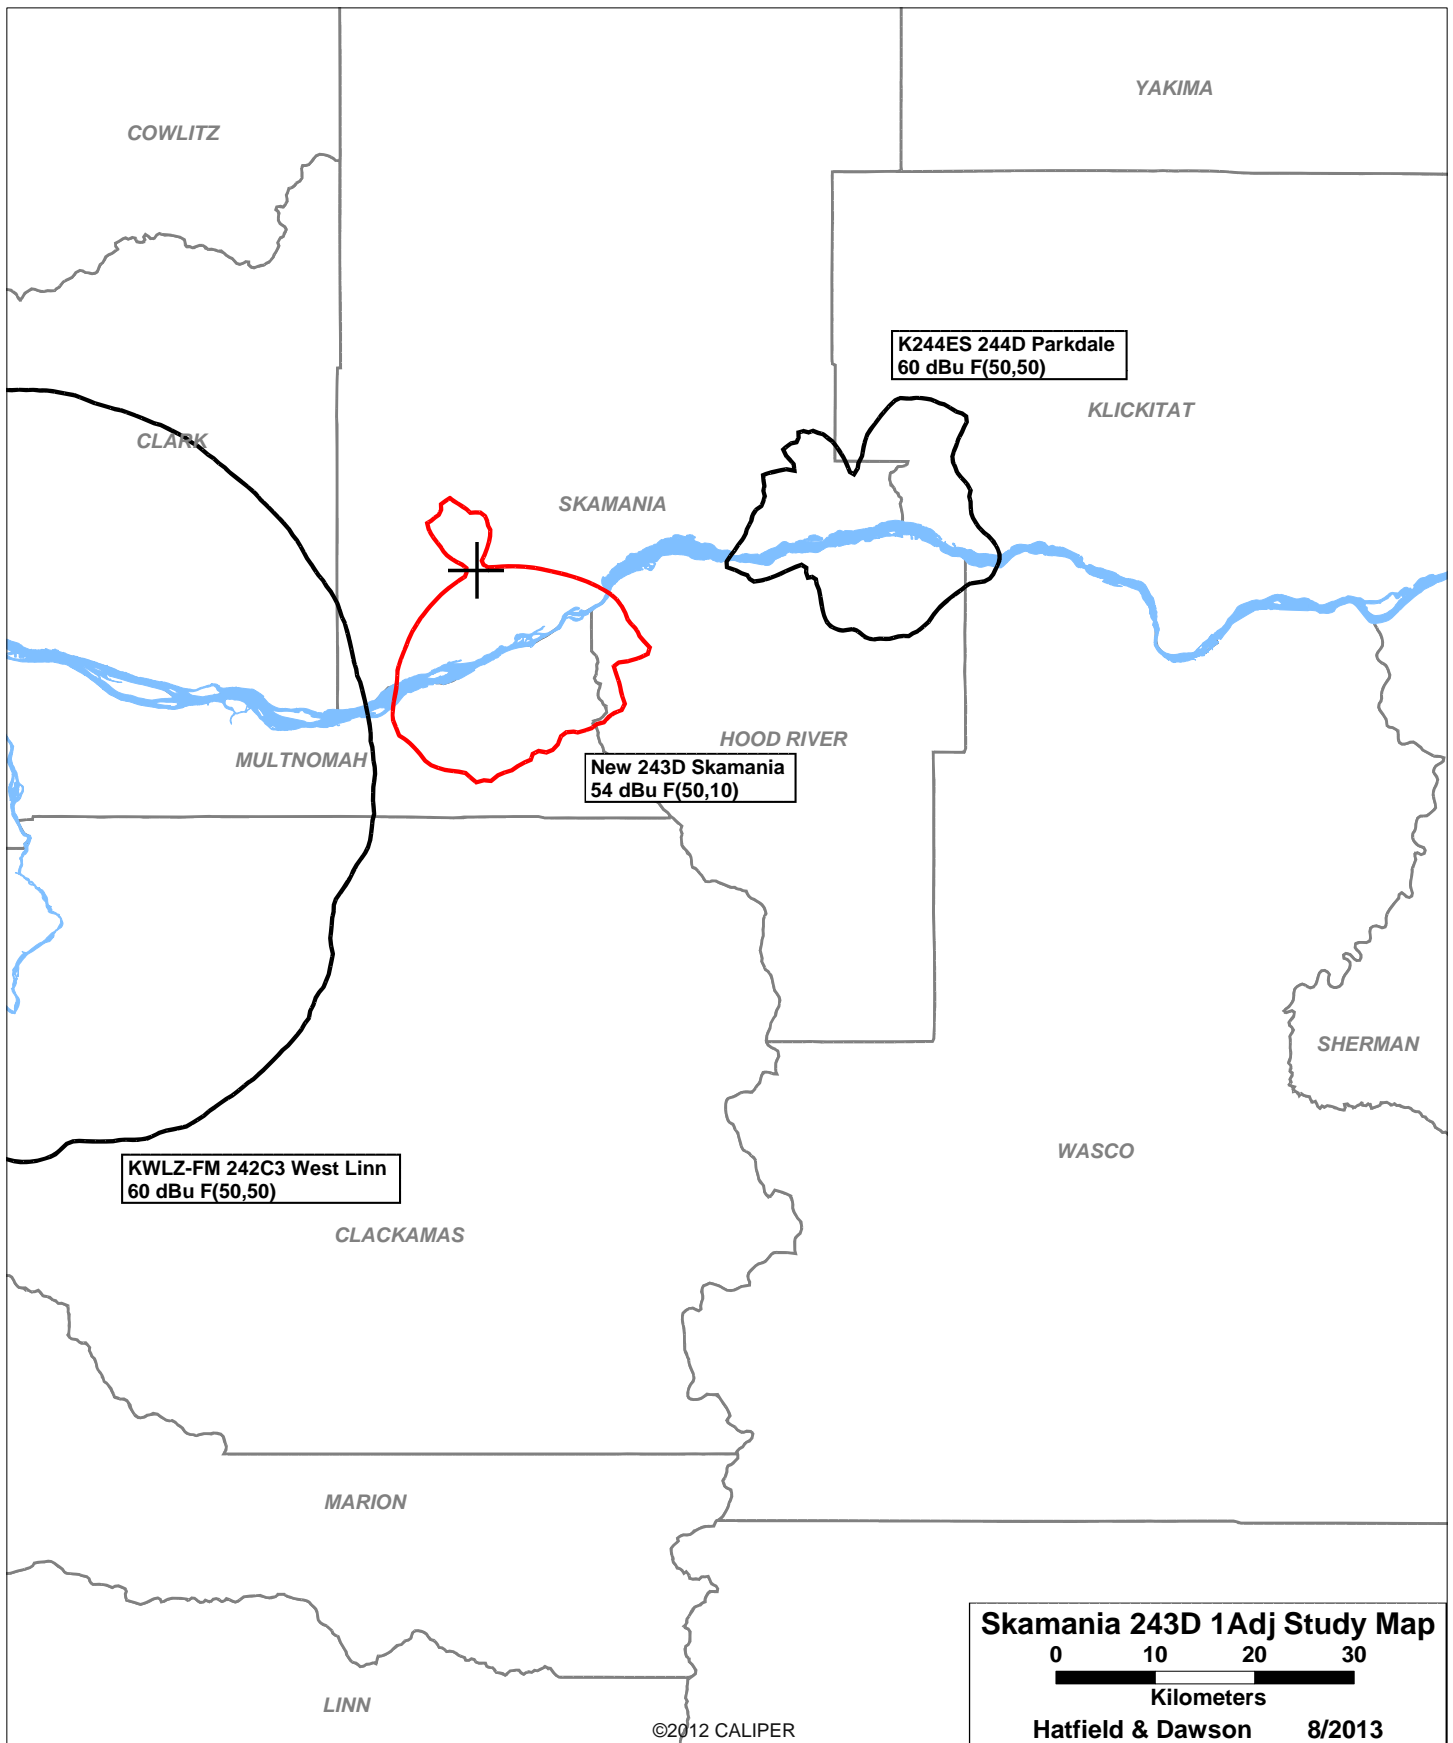 YAKIMA
COWLITZ
K244ES 244D Parkdale
60 dBu F(50,50)
KLICKITAT
CLARK
SKAMANIA
HOOD RIVER
MULTNOMAH
New 243D Skamania
54 dBu F(50,10)
SHERMAN
WASCO
KWLZ-FM 242C3 West Linn
60 dBu F(50,50)
CLACKAMAS
MARION
Skamania 243D 1Adj Study Map
0 10 20 30
Kilometers
LINN
©2012 CALIPER
Hatfield & Dawson 8/2013